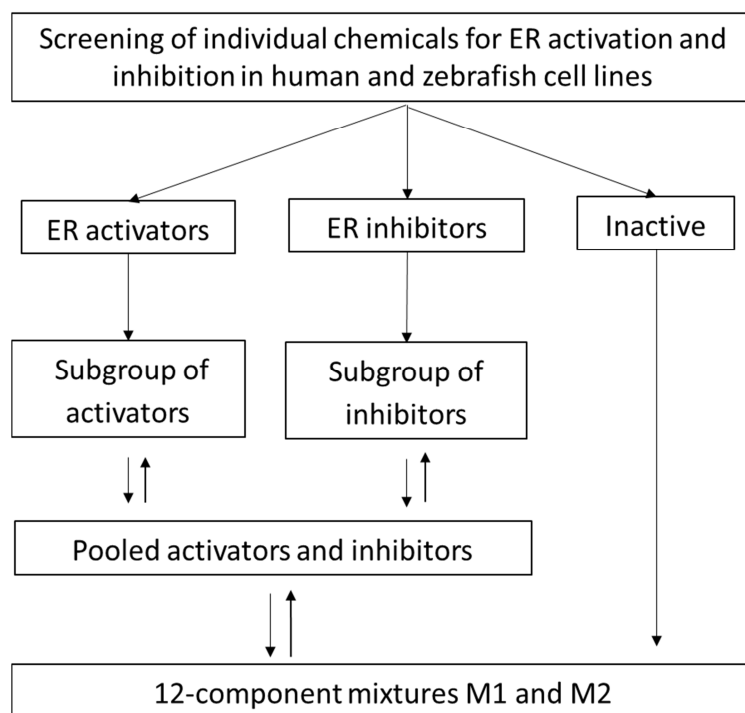 Screening of individual chemicals for ER activation and
inhibition in human and zebrafish cell lines
ER activators
ER inhibitors
Inactive
Subgroup of
activators
Subgroup of
inhibitors
Pooled activators and inhibitors
12-component mixtures M1 and M2